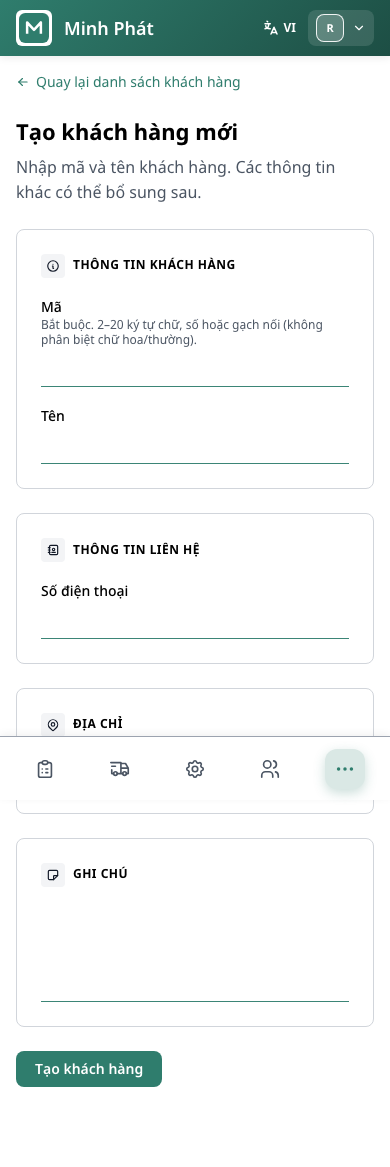 Minh Phát
VI
R
Quay lại danh sách khách hàng
Tạo khách hàng mới
Nhập mã và tên khách hàng. Các thông tin
khác có thể bổ sung sau.
THÔNG TIN KHÁCH HÀNG
Mã
Bắt buộc. 2–20 ký tự chữ, số hoặc gạch nối (không
phân biệt chữ hoa/thường).
Tên
THÔNG TIN LIÊN HỆ
Số điện thoại
ĐỊA CHỈ
GHI CHÚ
Tạo khách hàng